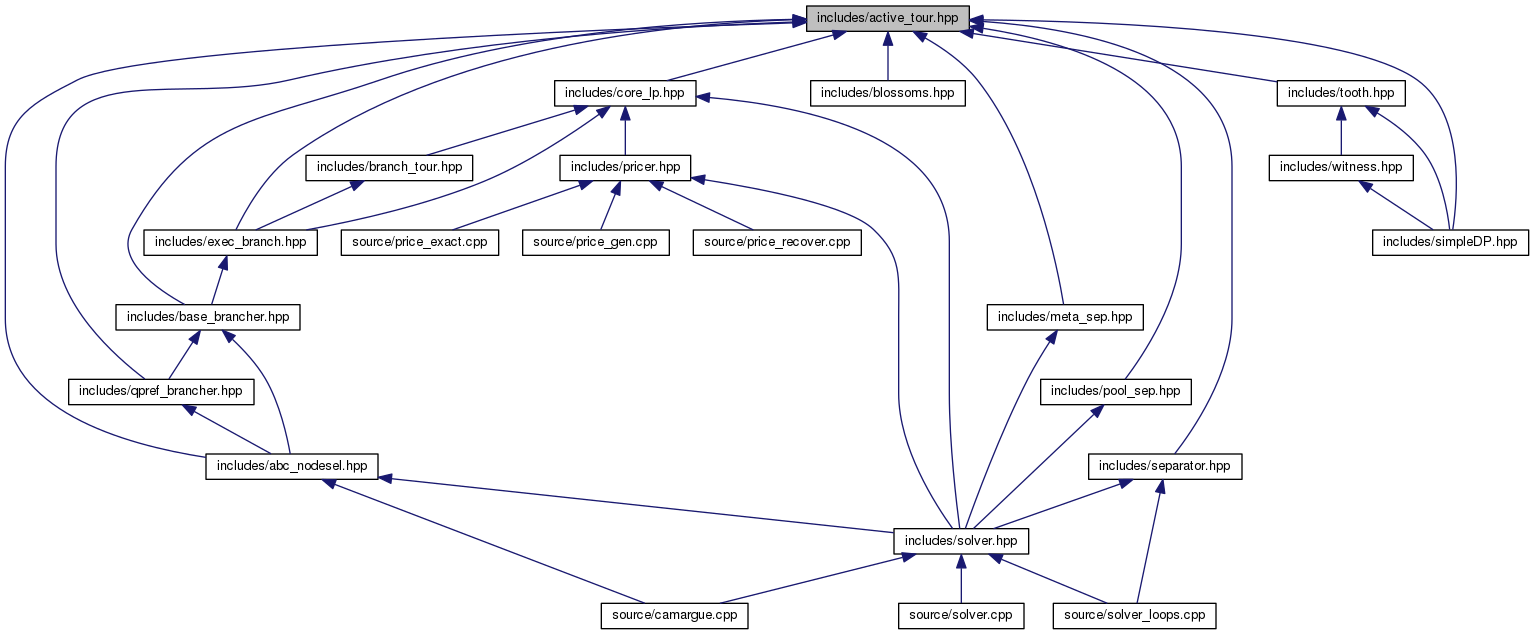 includes/active_tour.hpp
includes/core_lp.hpp
includes/blossoms.hpp
includes/tooth.hpp
includes/branch_tour.hpp
includes/pricer.hpp
includes/witness.hpp
includes/exec_branch.hpp
source/price_exact.cpp
source/price_gen.cpp
source/price_recover.cpp
includes/simpleDP.hpp
includes/base_brancher.hpp
includes/meta_sep.hpp
includes/qpref_brancher.hpp
includes/pool_sep.hpp
includes/abc_nodesel.hpp
includes/separator.hpp
includes/solver.hpp
source/camargue.cpp
source/solver.cpp
source/solver_loops.cpp